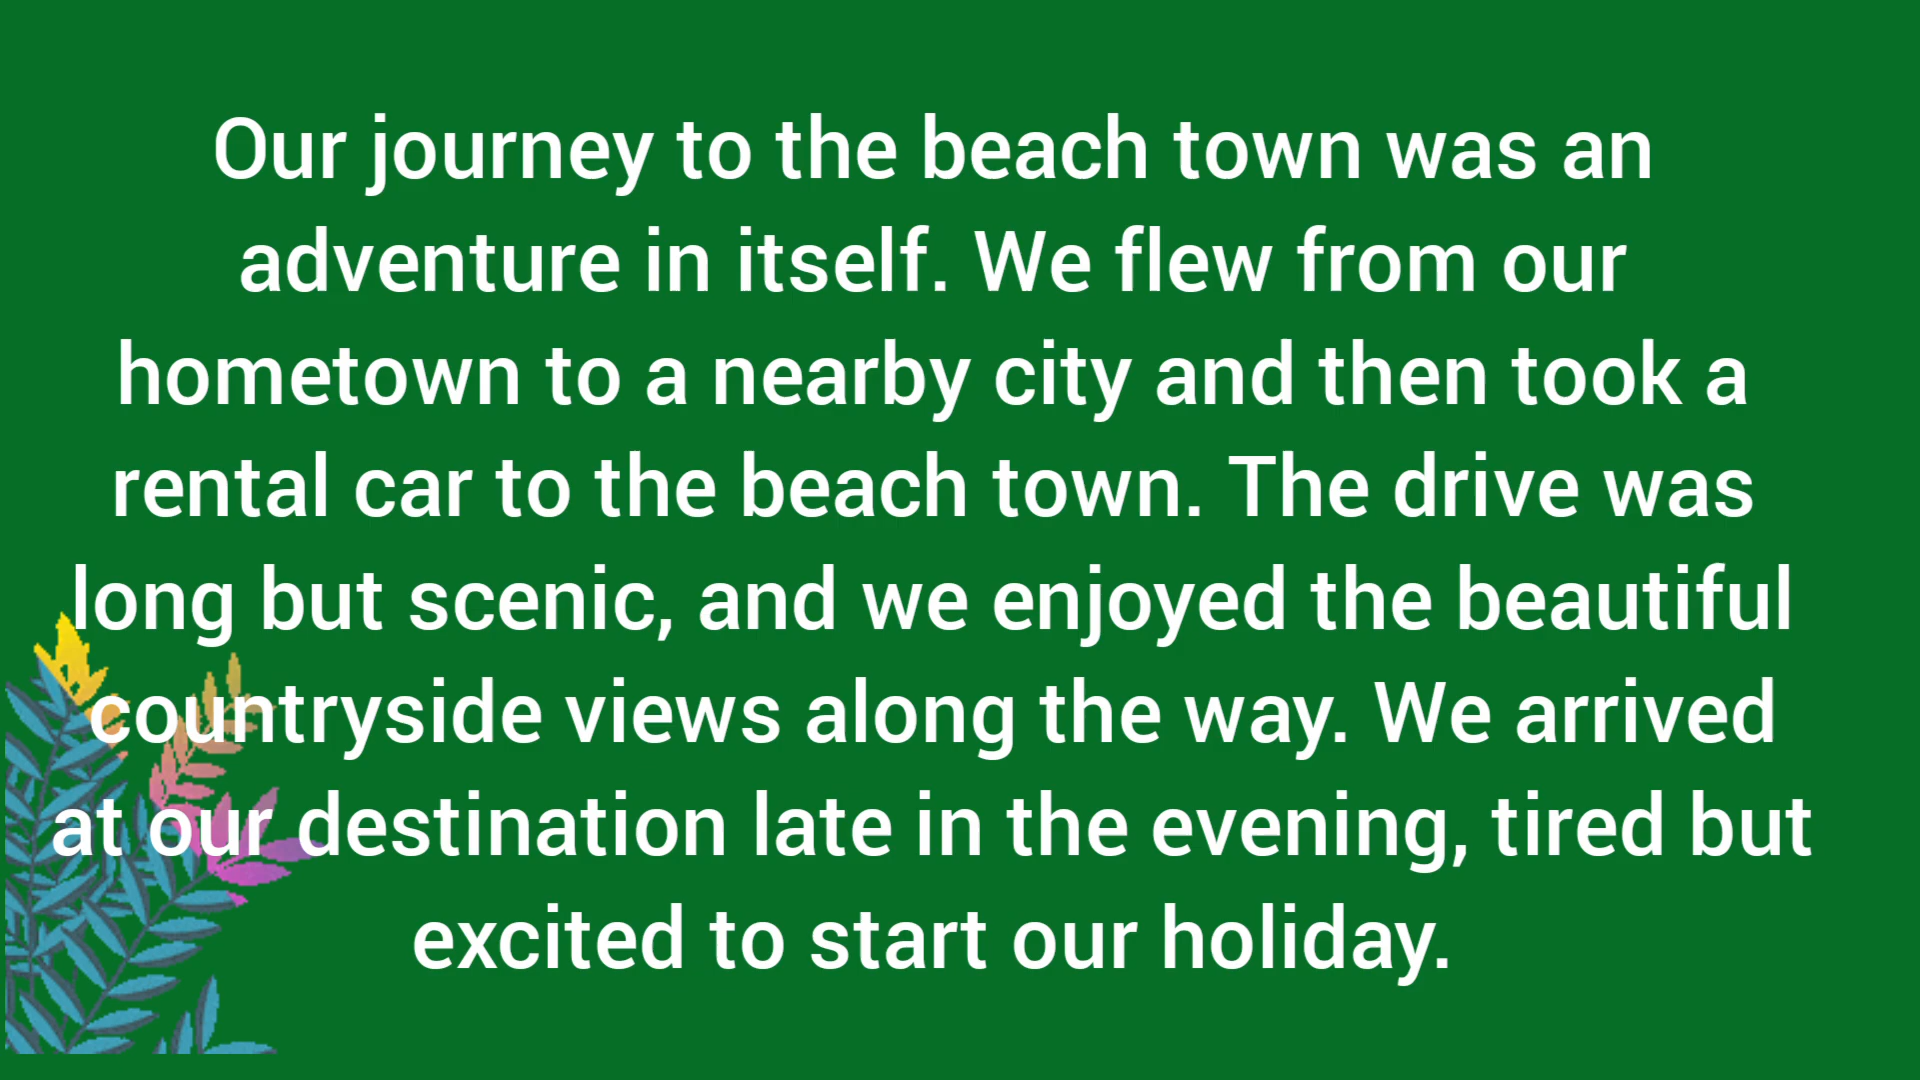 Our journey to the beach town was an
adventure in itself. We flew from our
hometown to a nearby city and then took a
rental car to the beach town. The drive was
long but scenic, and we enjoyed the beautiful
countryside views along the way. We arrived
at our destination late in the evening, tired but
excited to start our holiday.